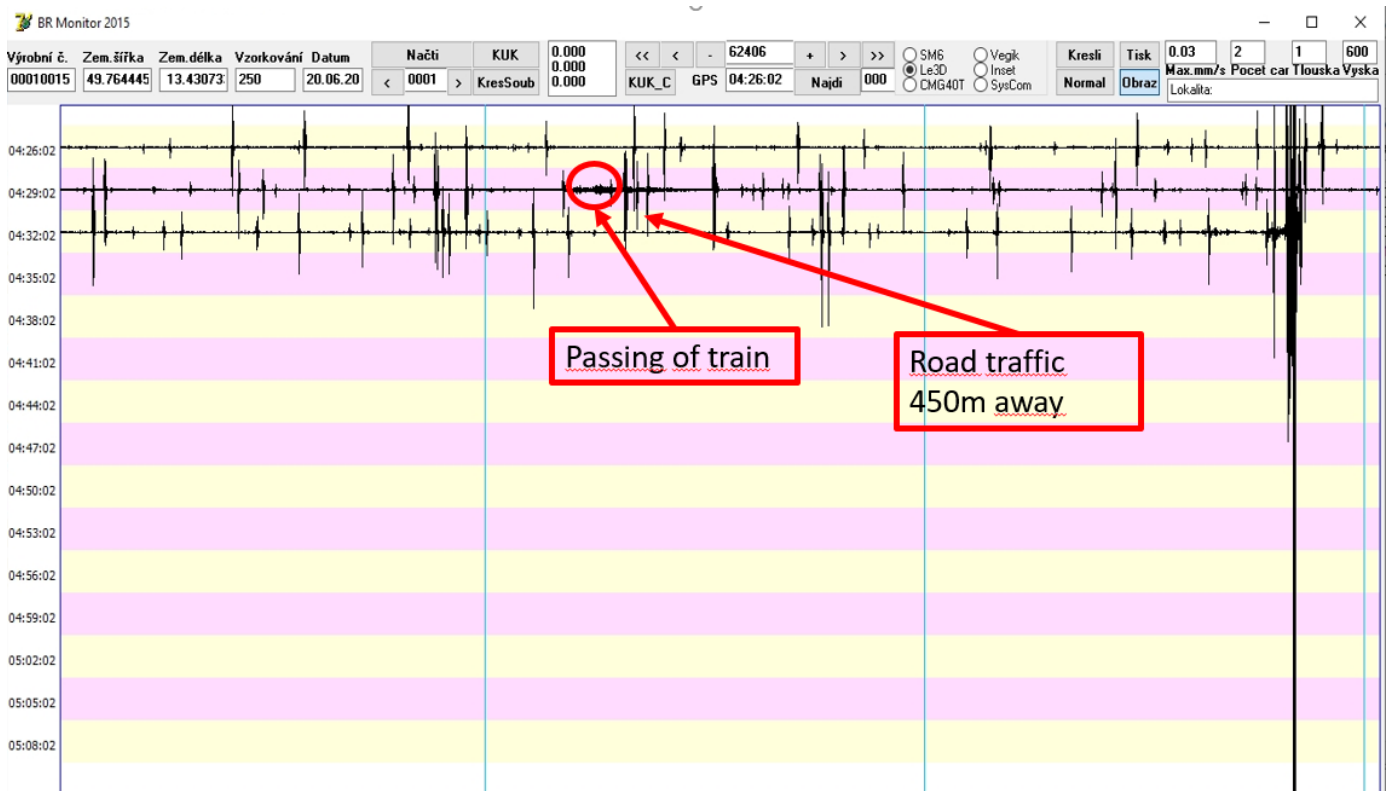 BR Monitor 2015
Výrobní č. Zem.šířka Zem.délka Vzorkování Datum
00010015 49.764445 13.43073 250 20.06.20
Načti KUK
< 0001 > KresSoub
0.000
0.000
0.000
<< < - 62406 + > >>
KUK_C GPS 04:26:02 Najdi 000
SM6 Vegik
Le3D Inset
CMG40T SysCom
Kresli Tisk
Normal Obraz
0.03 2 1 600
Max.mm/s Pocet car Tlouska Vyska
Lokalita:
04:26:02
04:29:02
04:32:02
04:35:02
04:38:02
04:41:02
04:44:02
04:47:02
04:50:02
04:53:02
04:56:02
04:59:02
05:02:02
05:05:02
05:08:02
Passing of train
Road traffic
450m away